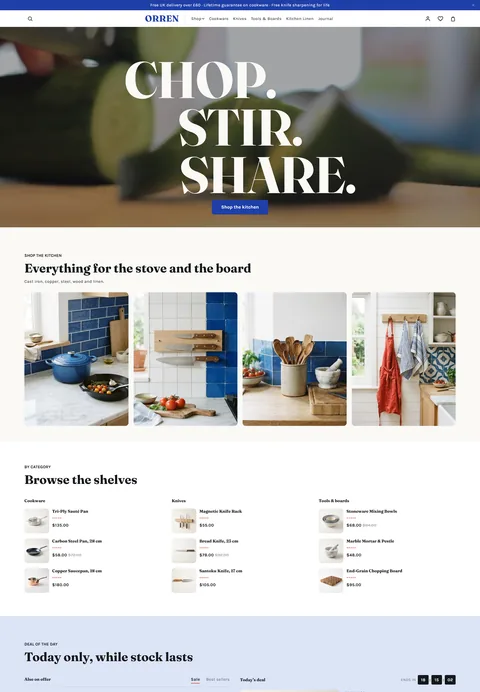 Free UK delivery over £60 · Lifetime guarantee on cookware · Free knife sharpening for life
ORREN
Shop
Cookware
Knives
Tools & Boards
Kitchen Linen
Journal
CHOP.
STIR.
SHARE.
Shop the kitchen
SHOP THE KITCHEN
Everything for the stove and the board
Cast iron, copper, steel, wood and linen.
BY CATEGORY
Browse the shelves
Cookware
Tri-Ply Sauté Pan
$135.00
Carbon Steel Pan, 28 cm
$58.00
Copper Saucepan, 18 cm
$180.00
Knives
Magnetic Knife Rack
$55.00
Bread Knife, 25 cm
$78.00
Santoku Knife, 17 cm
$105.00
Tools & boards
Stoneware Mixing Bowls
$68.00
Marble Mortar & Pestle
$48.00
End-Grain Chopping Board
$95.00
DEAL OF THE DAY
Today only, while stock lasts
Also on offer
Sale
Best sellers
Today's deal
ENDS IN
18
15
02